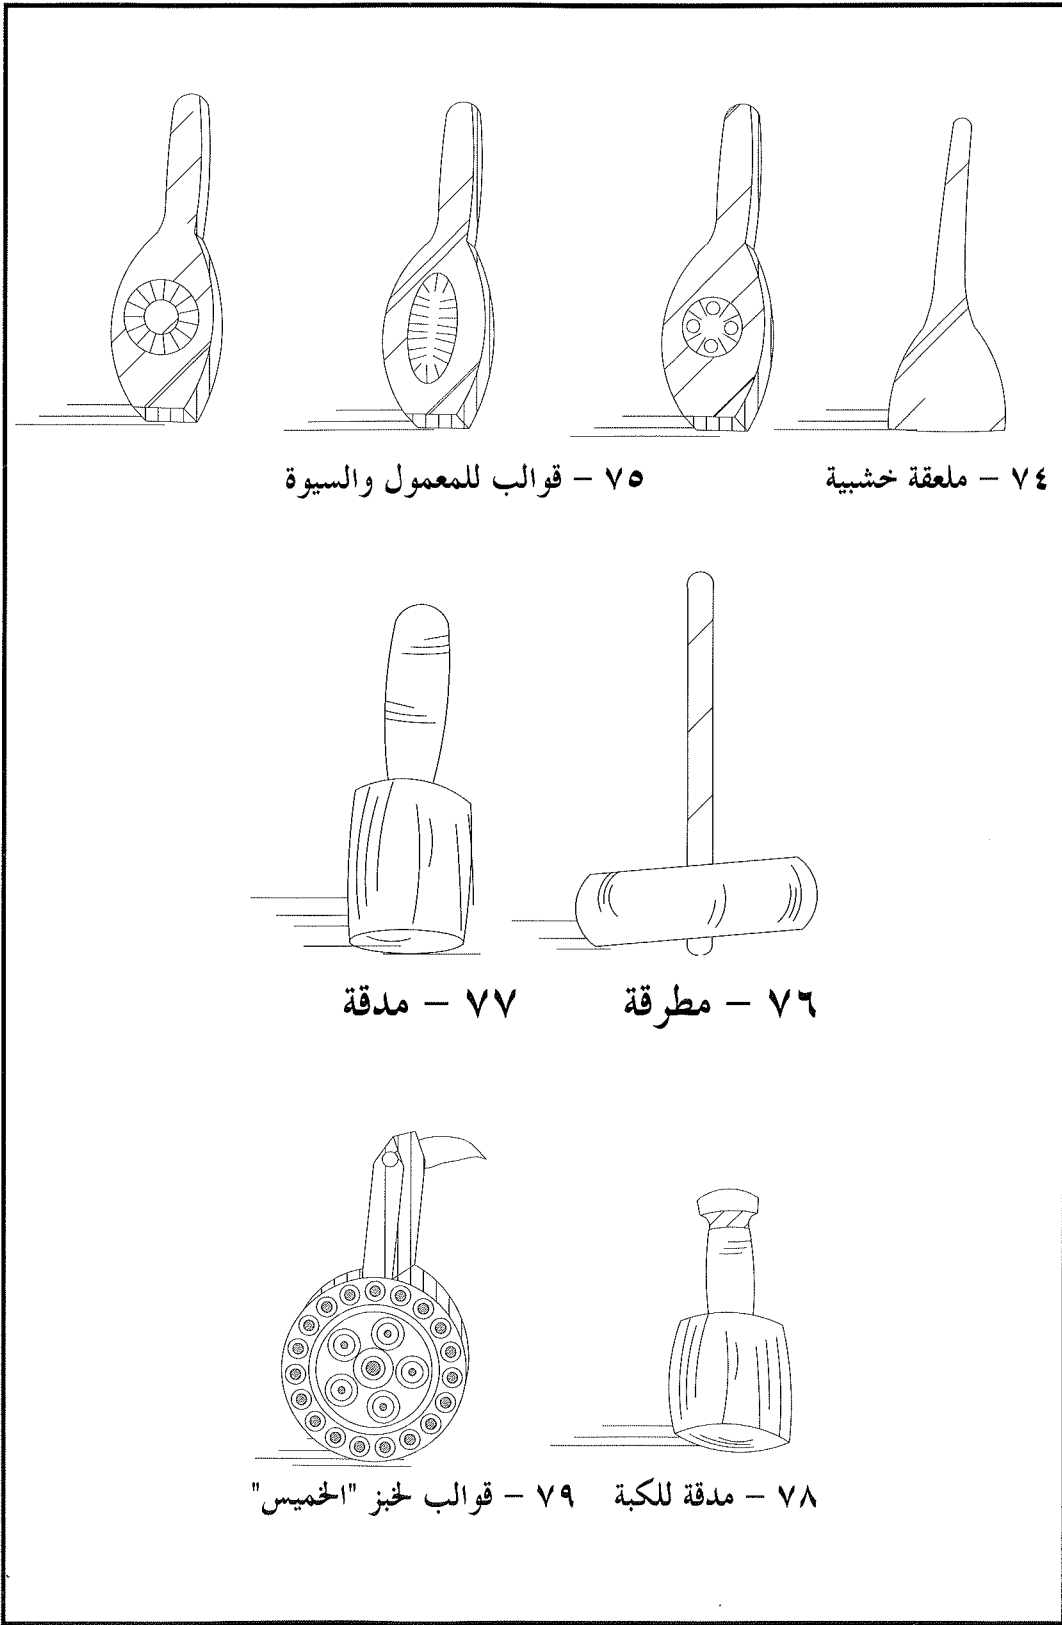 ٧٤ – ملعقة خشبية
٧٥ – قوالب للمعمول والسيوة
٧٦ – مطرقة
٧٧ – مدقة
٧٨ – مدقة للكبة
٧٩ – قوالب لخبز "الخميس"